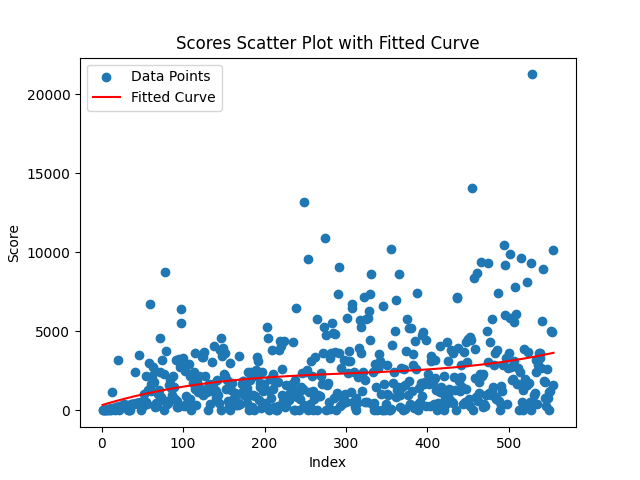 Scores Scatter Plot with Fitted Curve
Data Points
Fitted Curve
20000
15000
10000
5000
0
Score
0 100 200 300 400 500
Index